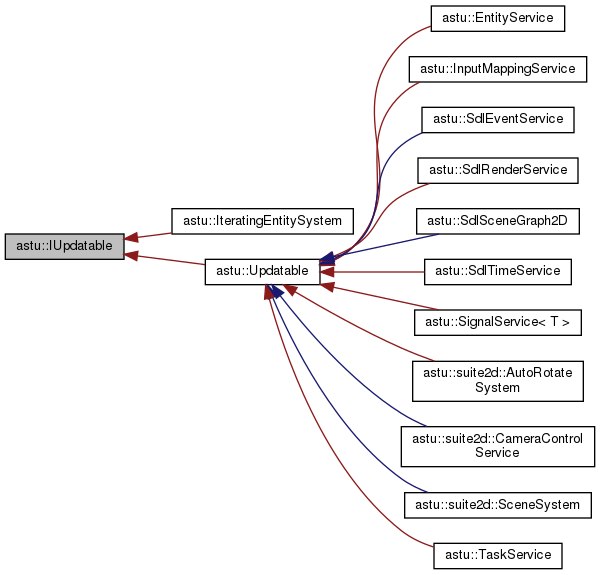 astu::EntityService
astu::InputMappingService
astu::SdlEventService
astu::SdlRenderService
astu::IteratingEntitySystem
astu::SdlSceneGraph2D
astu::IUpdatable
astu::Updatable
astu::SdlTimeService
astu::SignalService< T >
astu::suite2d::AutoRotate
System
astu::suite2d::CameraControl
Service
astu::suite2d::SceneSystem
astu::TaskService